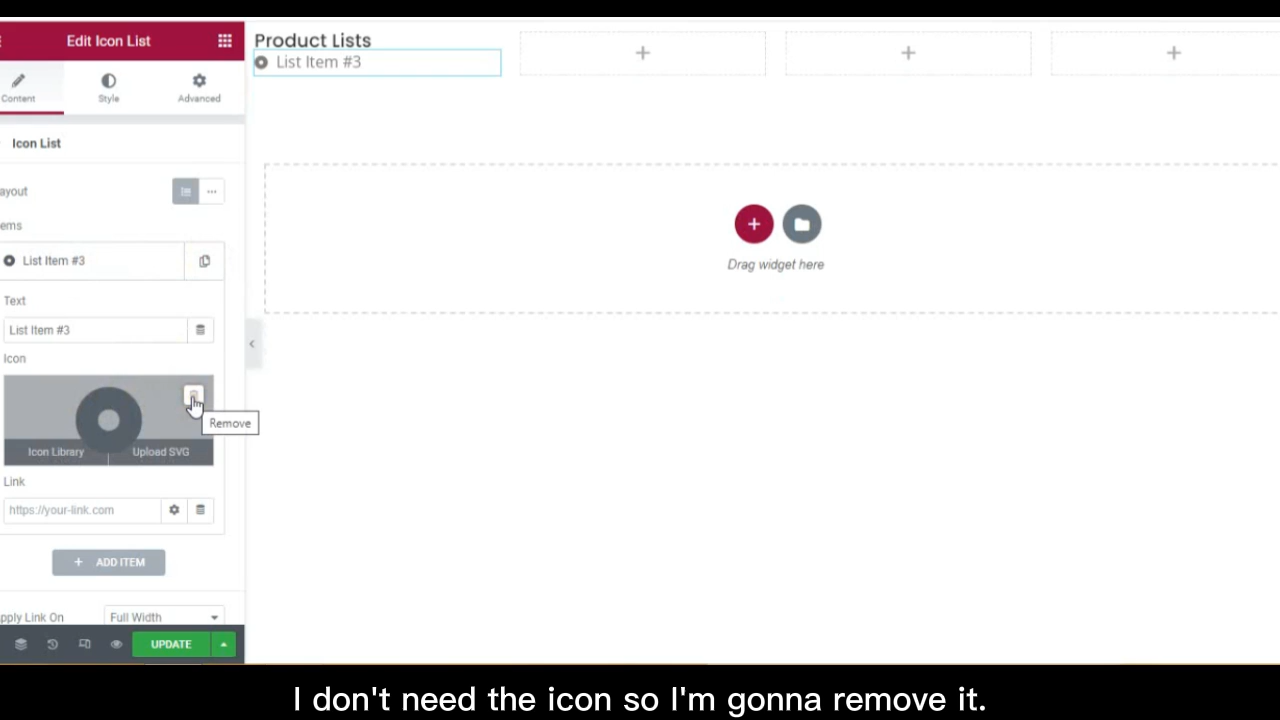 Edit Icon List
Content
Style
Advanced
Icon List
ayout
ems
List Item #3
Text
List Item #3
Icon
Remove
Icon Library
Upload SVG
Link
https://your-link.com
+ ADD ITEM
pply Link On
Full Width
UPDATE
Product Lists
List Item #3
Drag widget here
I don't need the icon so I'm gonna remove it.